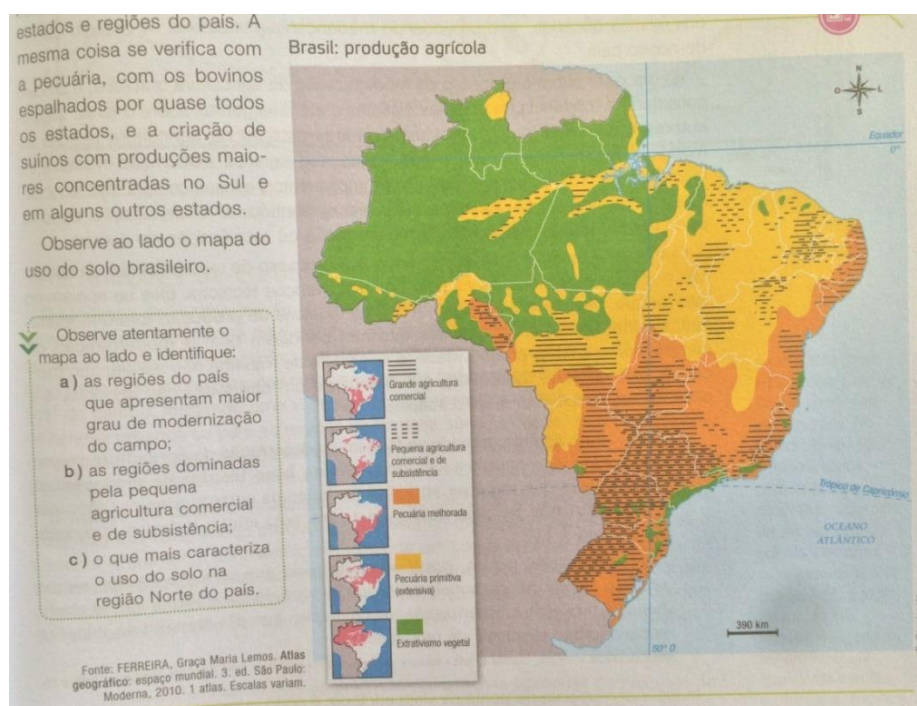 estados e regiões do país. A
mesma coisa se verifica com
a pecuária, com os bovinos
espalhados por quase todos
os estados, e a criação de
suínos com produções maio-
res concentradas no Sul e
em alguns outros estados.
Observe ao lado o mapa do
uso do solo brasileiro.
Observe atentamente o
mapa ao lado e identifique:
a) as regiões do país
que apresentam maior
grau de modernização
do campo;
b) as regiões dominadas
pela pequena
agricultura comercial
e de subsistência;
c) o que mais caracteriza
o uso do solo na
região Norte do país.
Fonte: FERREIRA, Graça Maria Lemos. Atlas
geográfico: espaço mundial. 3. ed. São Paulo:
Moderna, 2010. 1 atlas. Escalas variam.
Brasil: produção agrícola
N
O
L
S
Equador
0°
Grande agricultura
comercial
Pequena agricultura
comercial e de
subsistência
Pecuária melhorada
Pecuária primitiva
(extensiva)
Extrativismo vegetal
Trópico de Capricórnio
OCEANO
ATLÂNTICO
390 km
50° O